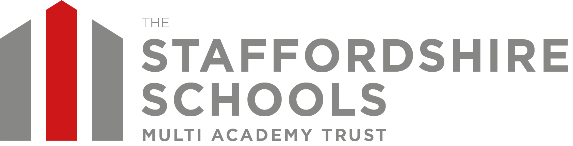 THE
STAFFORDSHIRE
SCHOOLS
MULTI ACADEMY TRUST